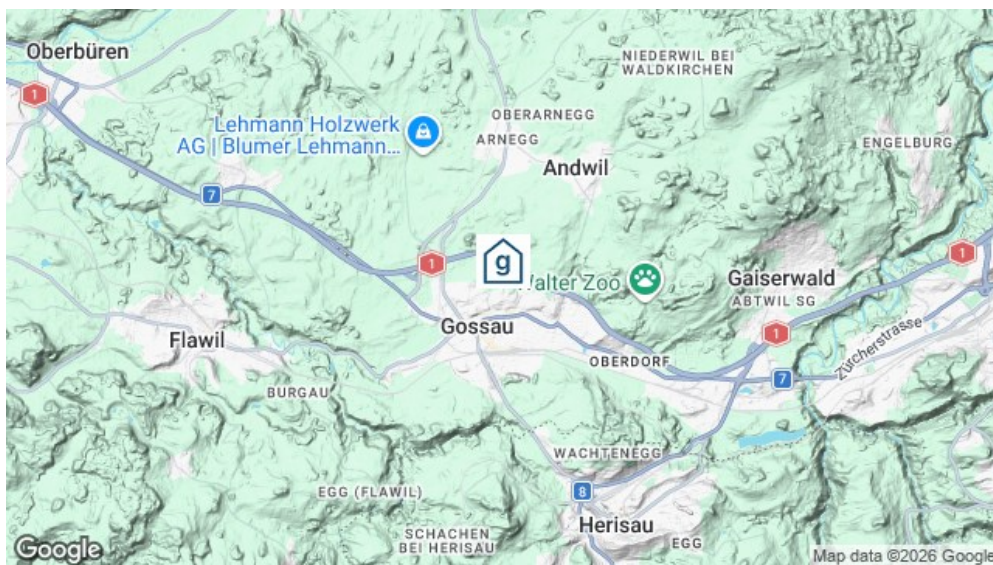 Oberbüren
1
NIEDERWIL BEI
WALDKIRCHEN
Lehmann Holzwerk
AG | Blumer Lehmann...
OBERARNEGG
ARNEGG
ENGELBURG
Andwil
7
1
g
Walter Zoo
Gaiserwald
ABTWIL SG
1
Gossau
Flawil
1
OBERDORF
Zürcherstrasse
7
BURGAU
WACHTENEGG
EGG (FLAWIL)
8
SCHACHEN
BEI HERISAU
Herisau
EGG
Google
Map data ©2026 Google